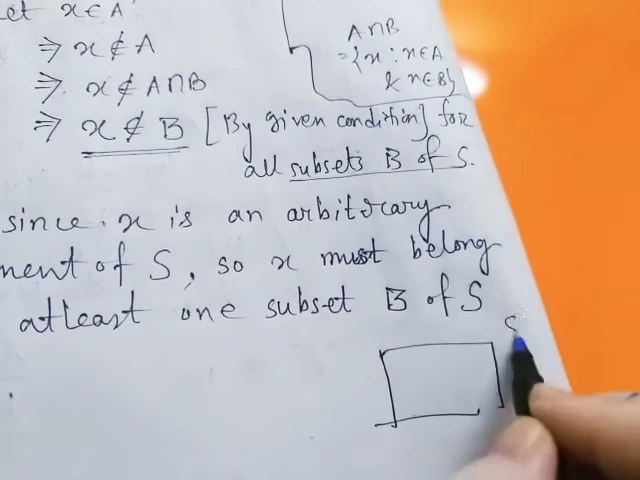 et x ∈ A'
⇒ x ∉ A
⇒ x ∉ A ∩ B
⇒ x ∉ B [By given condition] for
all subsets B of S.
A∩B
= {x : x ∈ A
& x ∈ B}
since x is an arbitrary
ment of S, so x must belong
atleast one subset B of S
S